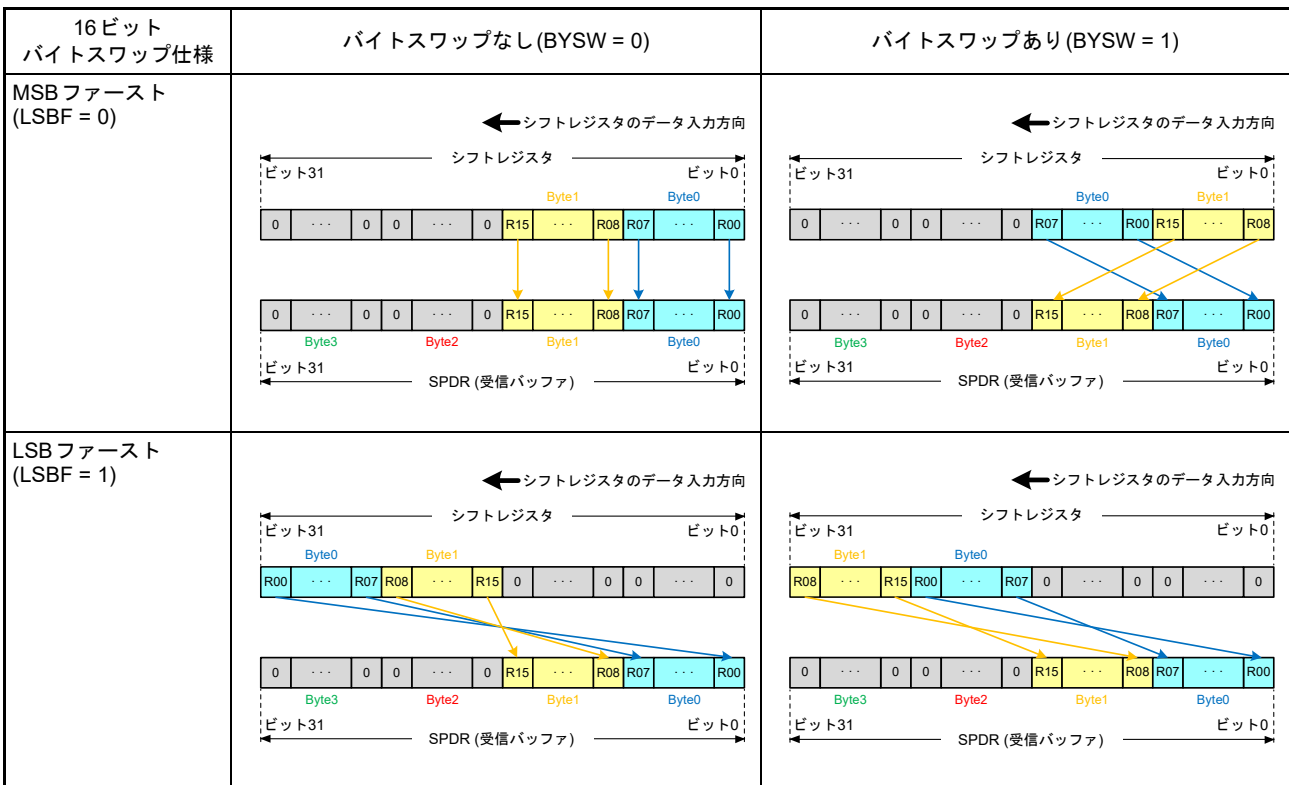 16ビット
バイトスワップ仕様
バイトスワップなし(BYSW = 0)
バイトスワップあり(BYSW = 1)
MSBファースト
(LSBF = 0)
シフトレジスタのデータ入力方向
シフトレジスタ
ビット31 ビット0
Byte1 Byte0
0 ··· 0 0 ··· 0 R15 ··· R08 R07 ··· R00
0 ··· 0 0 ··· 0 R15 ··· R08 R07 ··· R00
Byte3 Byte2 Byte1 Byte0
ビット31 ビット0
SPDR (受信バッファ)
シフトレジスタのデータ入力方向
シフトレジスタ
ビット31 ビット0
Byte0 Byte1
0 ··· 0 0 ··· 0 R07 ··· R00 R15 ··· R08
0 ··· 0 0 ··· 0 R15 ··· R08 R07 ··· R00
Byte3 Byte2 Byte1 Byte0
ビット31 ビット0
SPDR (受信バッファ)
LSBファースト
(LSBF = 1)
シフトレジスタのデータ入力方向
シフトレジスタ
ビット31 ビット0
Byte0 Byte1
R00 ··· R07 R08 ··· R15 0 ··· 0 0 ··· 0
0 ··· 0 0 ··· 0 R15 ··· R08 R07 ··· R00
Byte3 Byte2 Byte1 Byte0
ビット31 ビット0
SPDR (受信バッファ)
シフトレジスタのデータ入力方向
シフトレジスタ
ビット31 ビット0
Byte1 Byte0
R08 ··· R15 R00 ··· R07 0 ··· 0 0 ··· 0
0 ··· 0 0 ··· 0 R15 ··· R08 R07 ··· R00
Byte3 Byte2 Byte1 Byte0
ビット31 ビット0
SPDR (受信バッファ)